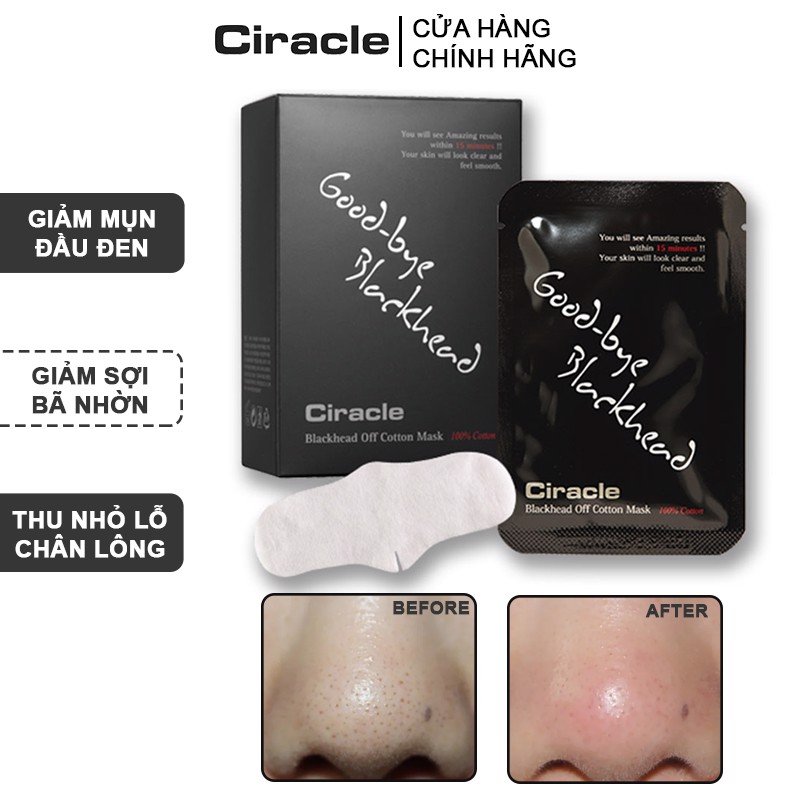 Ciracle
CỬA HÀNG
CHÍNH HÃNG
GIẢM MỤN
ĐẦU ĐEN
GIẢM SỢI
BÃ NHỜN
THU NHỎ LỖ
CHÂN LÔNG
You will see Amazing results
within 15 minutes !!
Your skin will look clear and
feel smooth.
Good-bye
Blackhead
Ciracle
Blackhead Off Cotton Mask 100% Cotton
You will see Amazing results
within 15 minutes !!
Your skin will look clear and
feel smooth.
Good-bye
Blackhead
Ciracle
Blackhead Off Cotton Mask 100% Cotton
BEFORE
AFTER